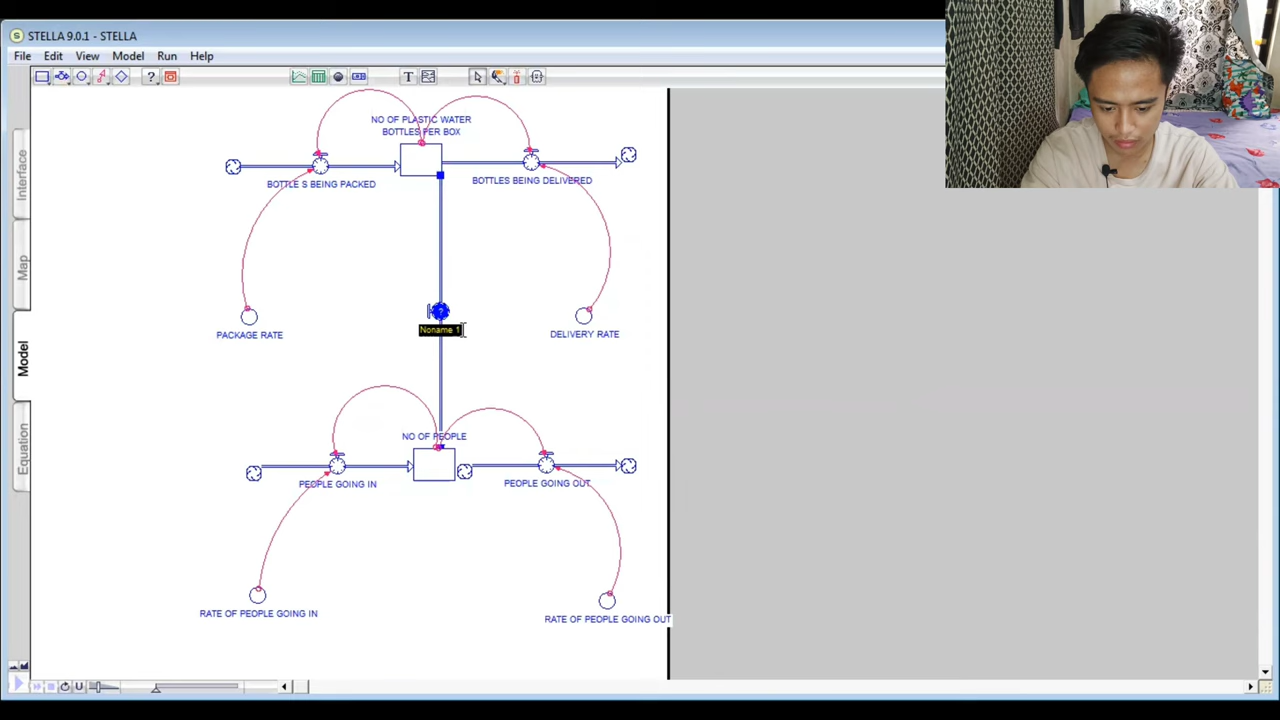 STELLA 9.0.1 - STELLA
File Edit View Model Run Help
Interface
Map
Model
Equation
NO OF PLASTIC WATER
BOTTLES PER BOX
BOTTLE S BEING PACKED
BOTTLES BEING DELIVERED
PACKAGE RATE
Noname 1
DELIVERY RATE
NO OF PEOPLE
PEOPLE GOING IN
PEOPLE GOING OUT
RATE OF PEOPLE GOING IN
RATE OF PEOPLE GOING OUT